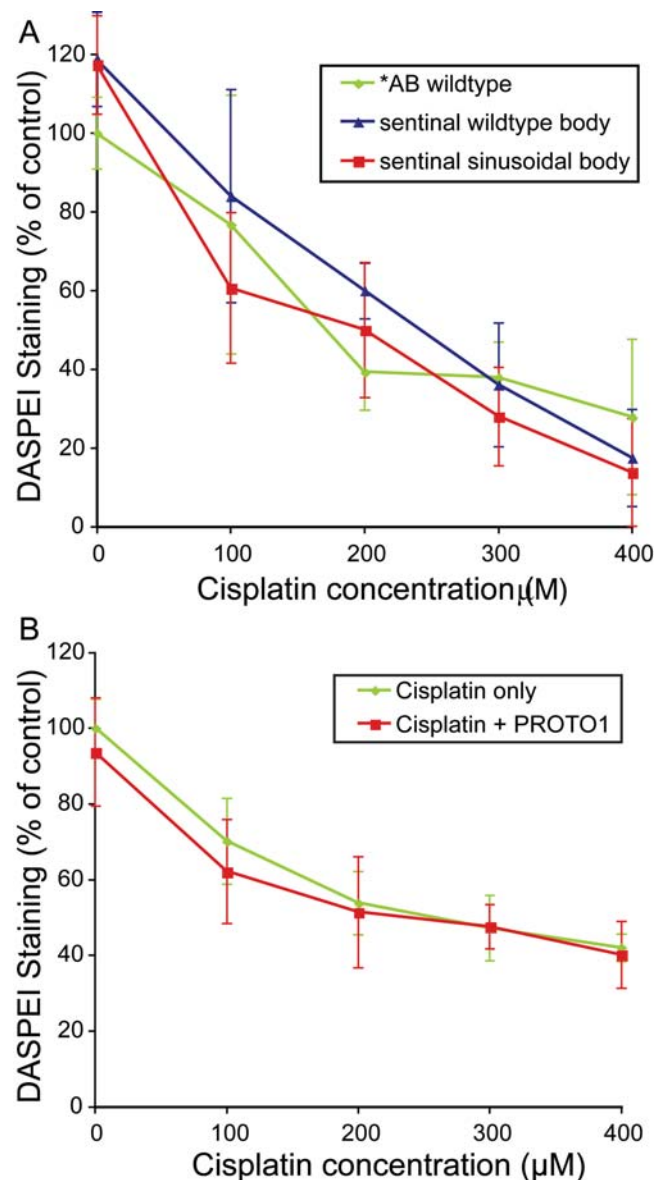 A
DASPEI Staining (% of control)
120
100
80
60
40
20
0
*AB wildtype
sentinal wildtype body
sentinal sinusoidal body
0 100 200 300 400
Cisplatin concentration µ(M)
B
DASPEI Staining (% of control)
120
100
80
60
40
20
0
Cisplatin only
Cisplatin + PROTO1
0 100 200 300 400
Cisplatin concentration (µM)